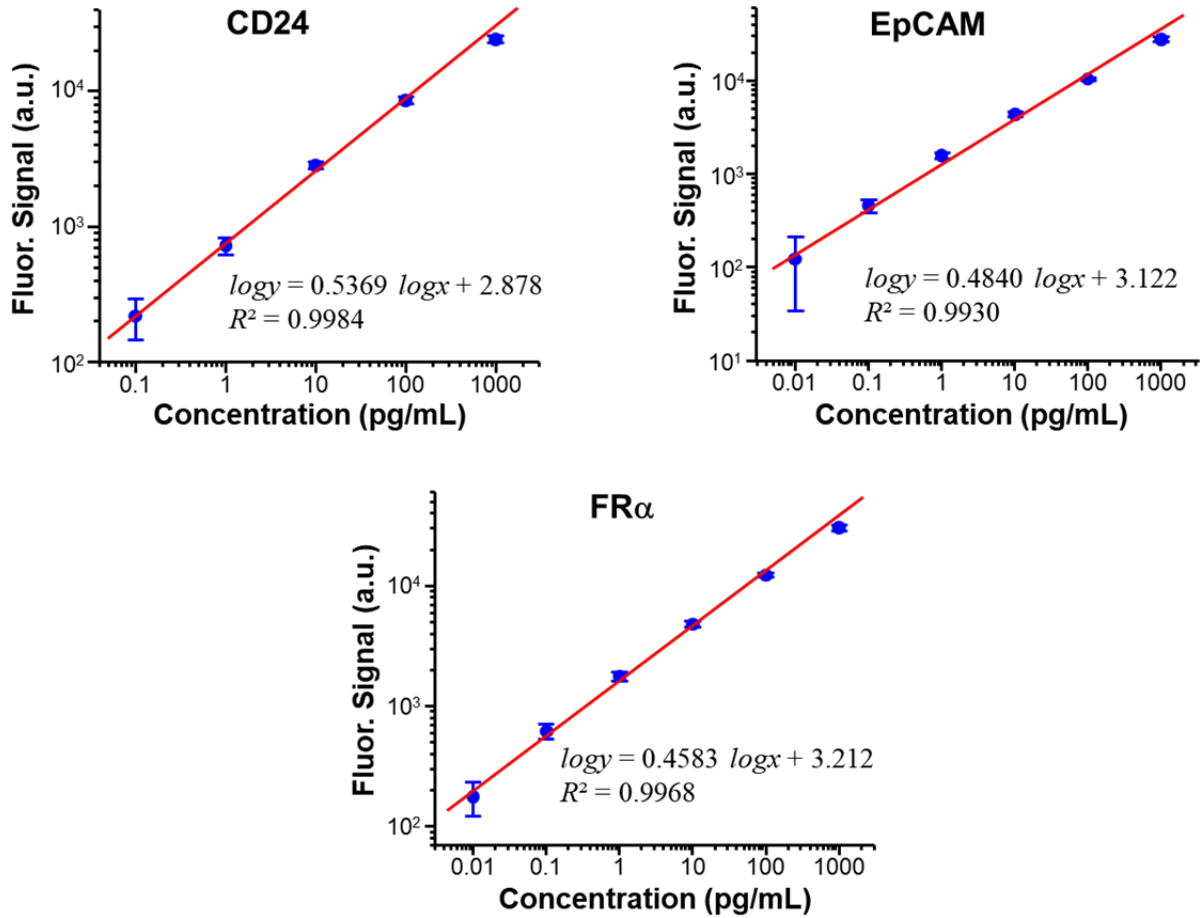 CD24
Fluor. Signal (a.u.)
10⁴
10³
10²
logy = 0.5369 logx + 2.878
R² = 0.9984
0.1 1 10 100 1000
Concentration (pg/mL)
EpCAM
Fluor. Signal (a.u.)
10⁴
10³
10²
10¹
logy = 0.4840 logx + 3.122
R² = 0.9930
0.01 0.1 1 10 100 1000
Concentration (pg/mL)
FRα
Fluor. Signal (a.u.)
10⁴
10³
10²
logy = 0.4583 logx + 3.212
R² = 0.9968
0.01 0.1 1 10 100 1000
Concentration (pg/mL)